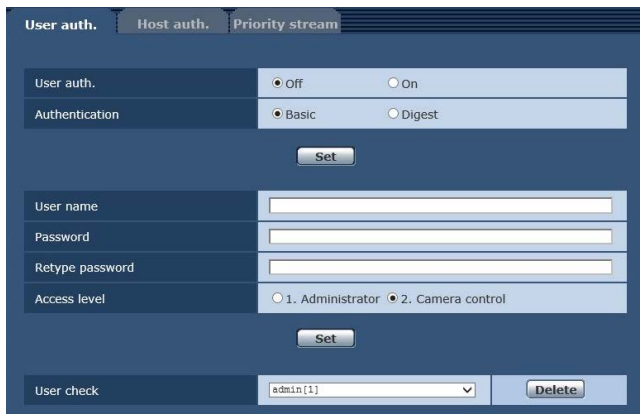 User auth. Host auth. Priority stream
User auth. Off On
Authentication Basic Digest
Set
User name
Password
Retype password
Access level 1. Administrator 2. Camera control
Set
User check admin[1] Delete